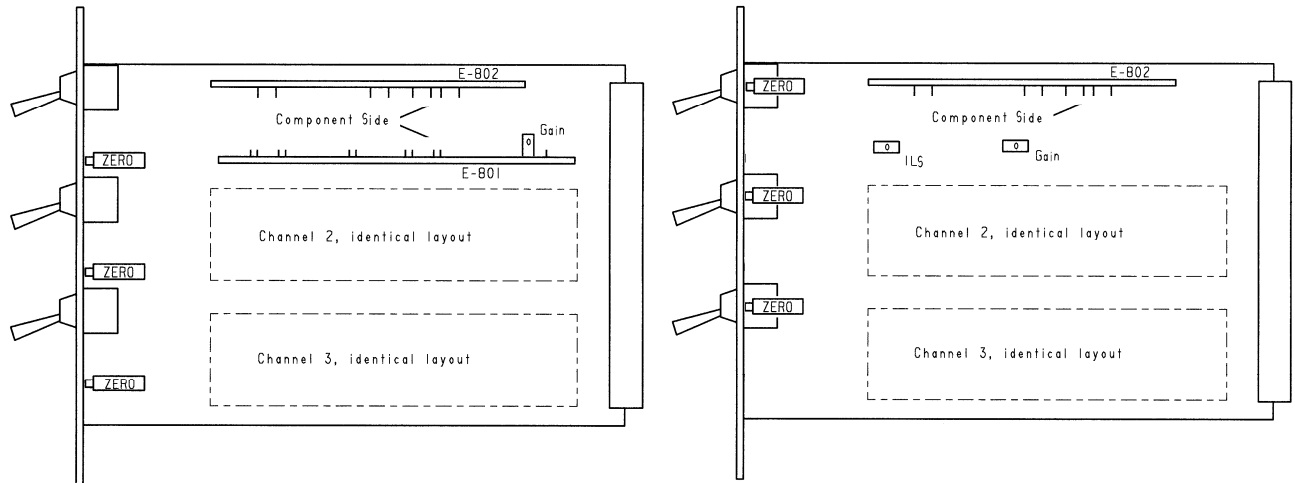 E-802
Component Side
Gain
ZERO
E-801
Channel 2, identical layout
ZERO
Channel 3, identical layout
ZERO
E-802
ZERO
Component Side
ILS
Gain
ZERO
Channel 2, identical layout
ZERO
Channel 3, identical layout